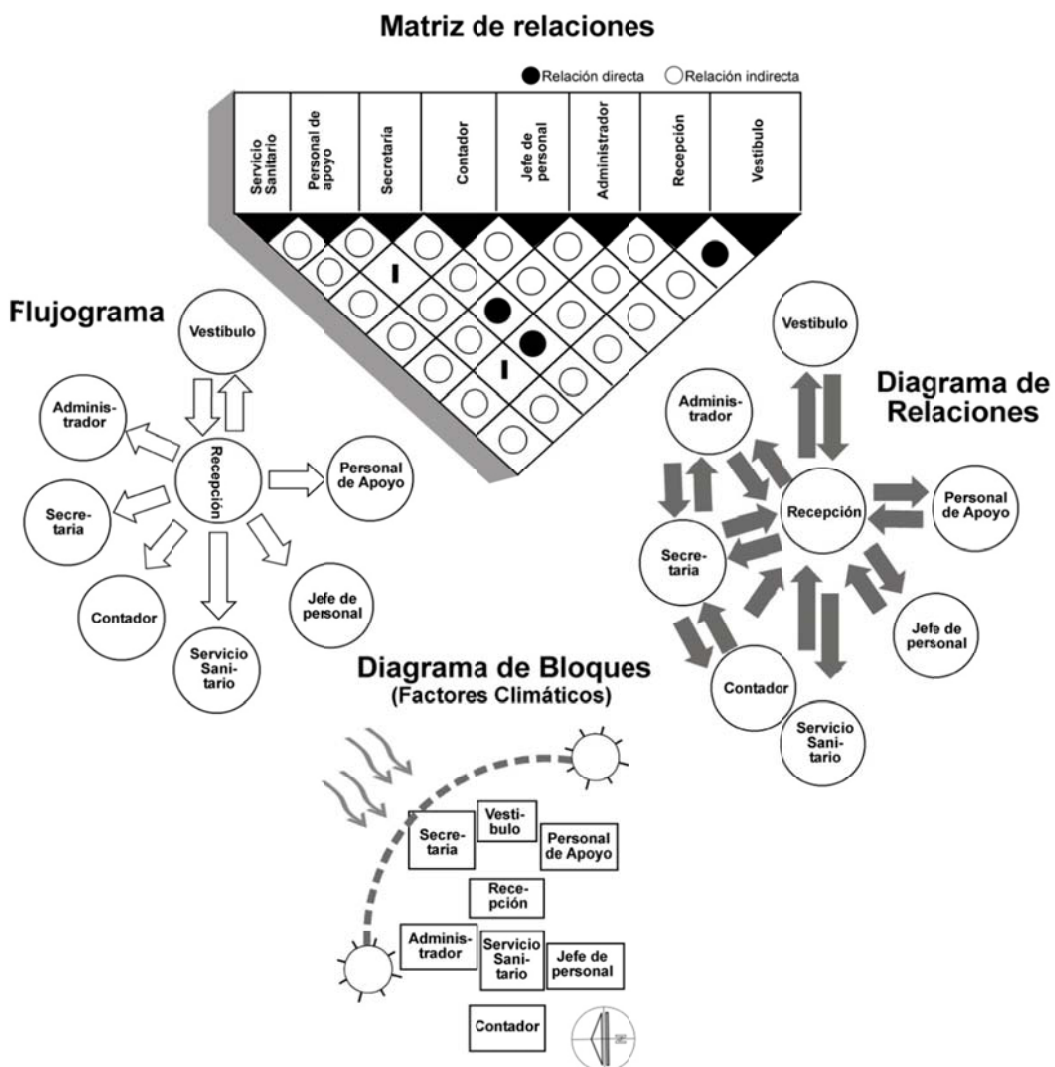 Matriz de relaciones
Relación directa
Relación indirecta
Servicio
Sanitario
Personal de
apoyo
Secretaría
Contador
Jefe de
personal
Administrador
Recepción
Vestíbulo
Flujograma
Vestíbulo
Adminis-
trador
Recepción
Personal
de Apoyo
Secre-
taria
Contador
Jefe de
personal
Servicio
Sani-
tario
Diagrama de
Relaciones
Vestíbulo
Adminis-
trador
Recepción
Personal
de Apoyo
Secre-
taria
Jefe de
personal
Contador
Servicio
Sani-
tario
Diagrama de Bloques
(Factores Climáticos)
Secre-
taria
Vesti-
bulo
Personal
de Apoyo
Rece-
pción
Adminis-
trador
Servicio
Sani-
tario
Jefe de
personal
Contador